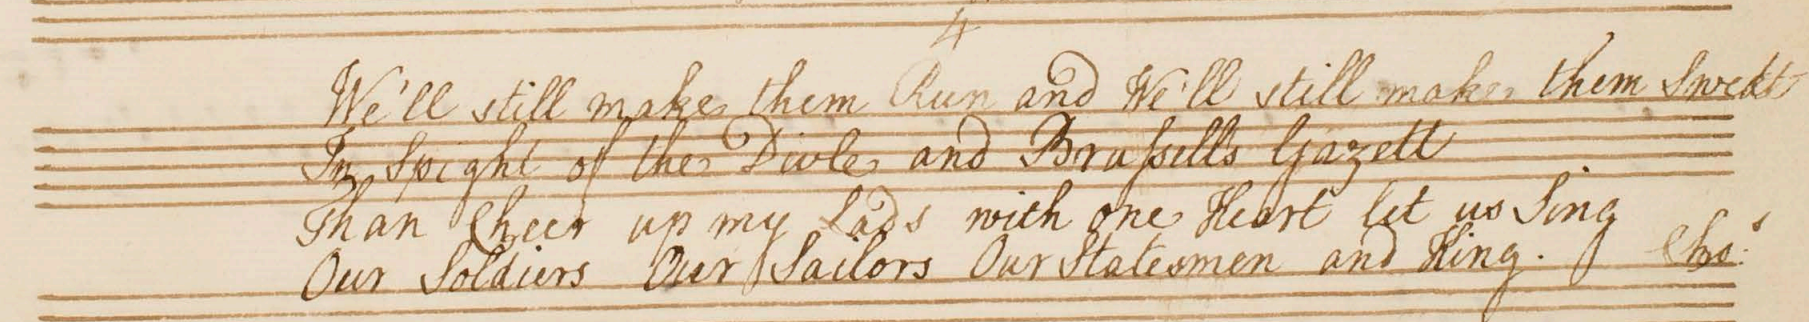 4
We'll still make them Run and We'll still make them Swett
In Spight of the Divle and Brussells Gazett
Than Cheer up my Lads with one Heart let us Sing
Our Soldiers Our Sailors Our Statesmen and King. Cho:s